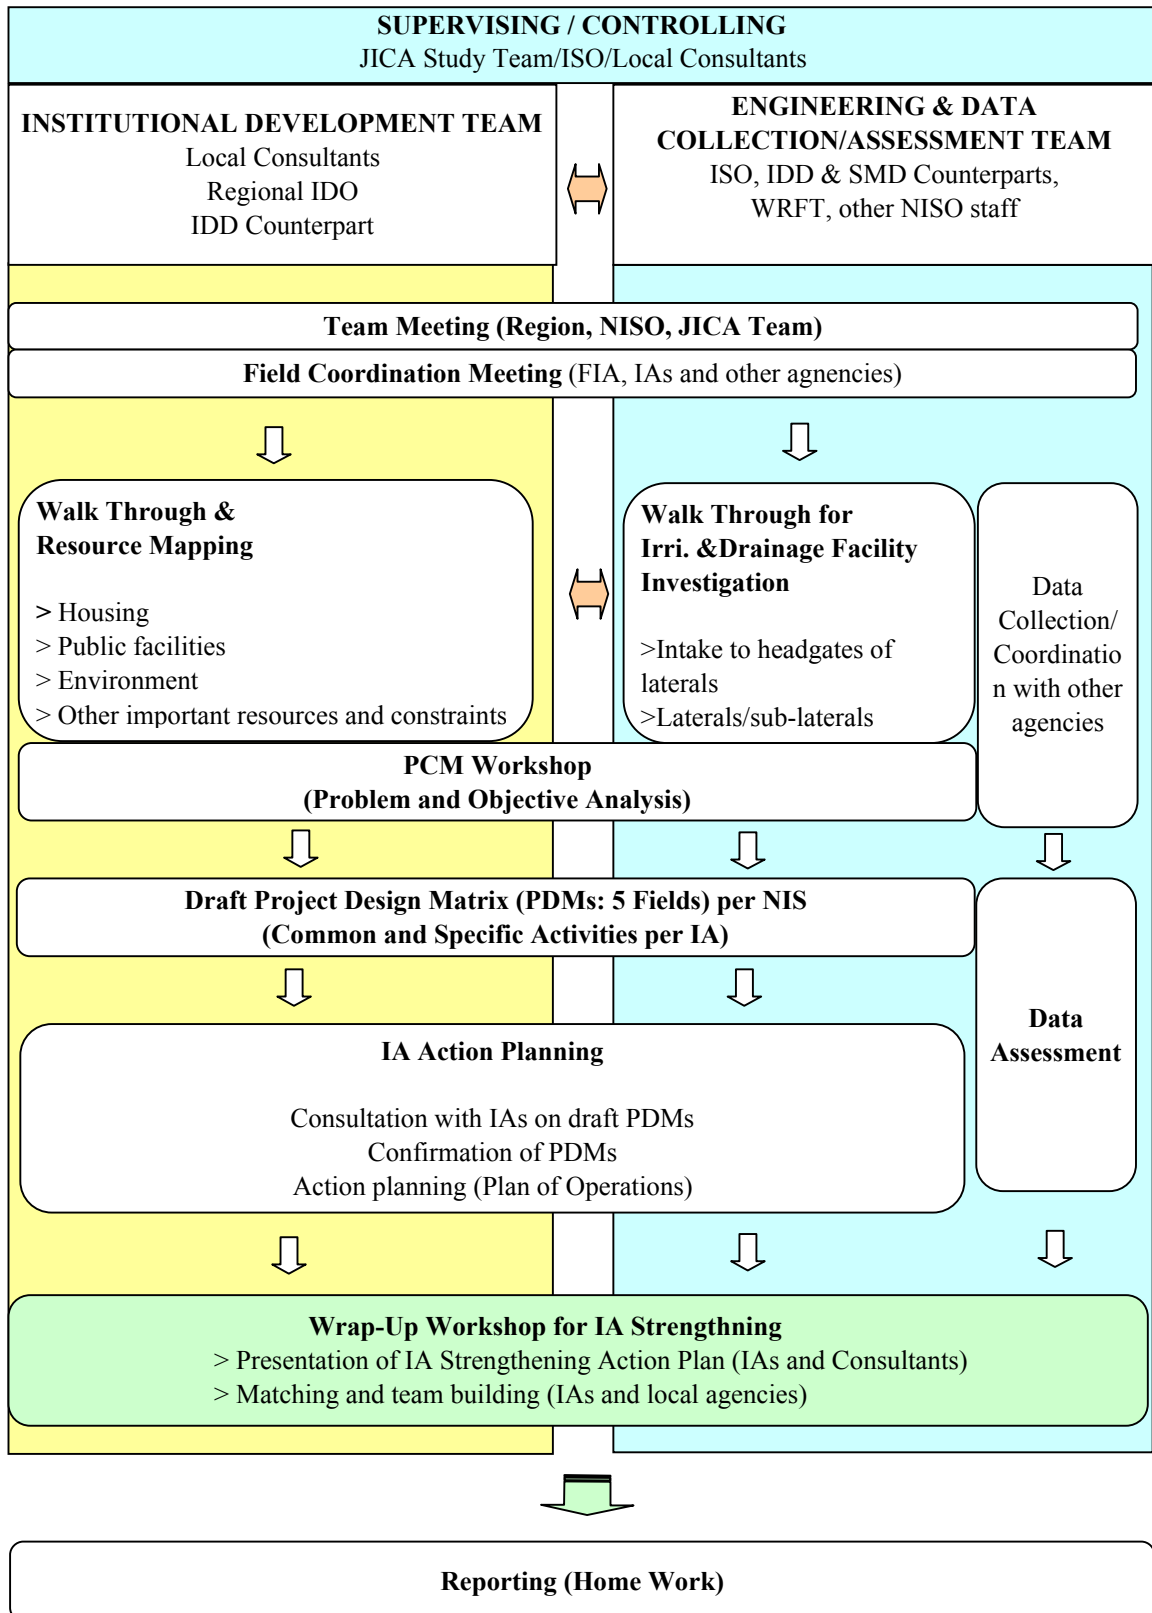 SUPERVISING / CONTROLLING
JICA Study Team/ISO/Local Consultants
INSTITUTIONAL DEVELOPMENT TEAM
Local Consultants
Regional IDO
IDD Counterpart
ENGINEERING & DATA
COLLECTION/ASSESSMENT TEAM
ISO, IDD & SMD Counterparts,
WRFT, other NISO staff
Team Meeting (Region, NISO, JICA Team)
Field Coordination Meeting (FIA, IAs and other agnencies)
Walk Through &
Resource Mapping
> Housing
> Public facilities
> Environment
> Other important resources and constraints
Walk Through for
Irri. &Drainage Facility
Investigation
>Intake to headgates of
laterals
>Laterals/sub-laterals
Data
Collection/
Coordinatio
n with other
agencies
PCM Workshop
(Problem and Objective Analysis)
Draft Project Design Matrix (PDMs: 5 Fields) per NIS
(Common and Specific Activities per IA)
IA Action Planning
Consultation with IAs on draft PDMs
Confirmation of PDMs
Action planning (Plan of Operations)
Data
Assessment
Wrap-Up Workshop for IA Strengthning
> Presentation of IA Strengthening Action Plan (IAs and Consultants)
> Matching and team building (IAs and local agencies)
Reporting (Home Work)